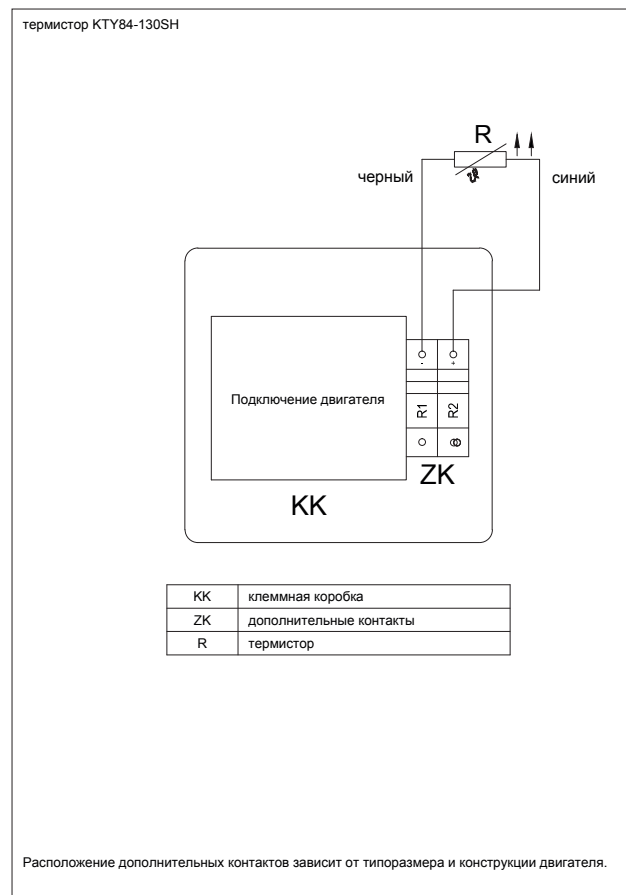 термистор KTY84-130SH
R
ϑ
черный
синий
- +
Подключение двигателя
R1 R2
ZK
KK
KK клеммная коробка
ZK дополнительные контакты
R термистор
Расположение дополнительных контактов зависит от типоразмера и конструкции двигателя.